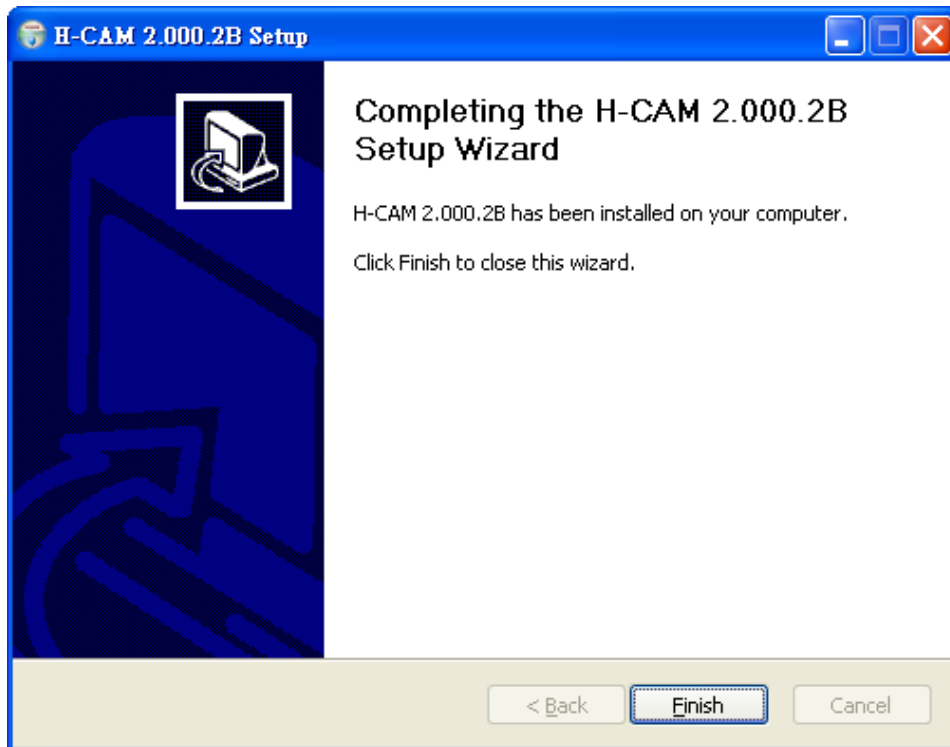 H-CAM 2.000.2B Setup
Completing the H-CAM 2.000.2B
Setup Wizard
H-CAM 2.000.2B has been installed on your computer.
Click Finish to close this wizard.
< Back
Finish
Cancel